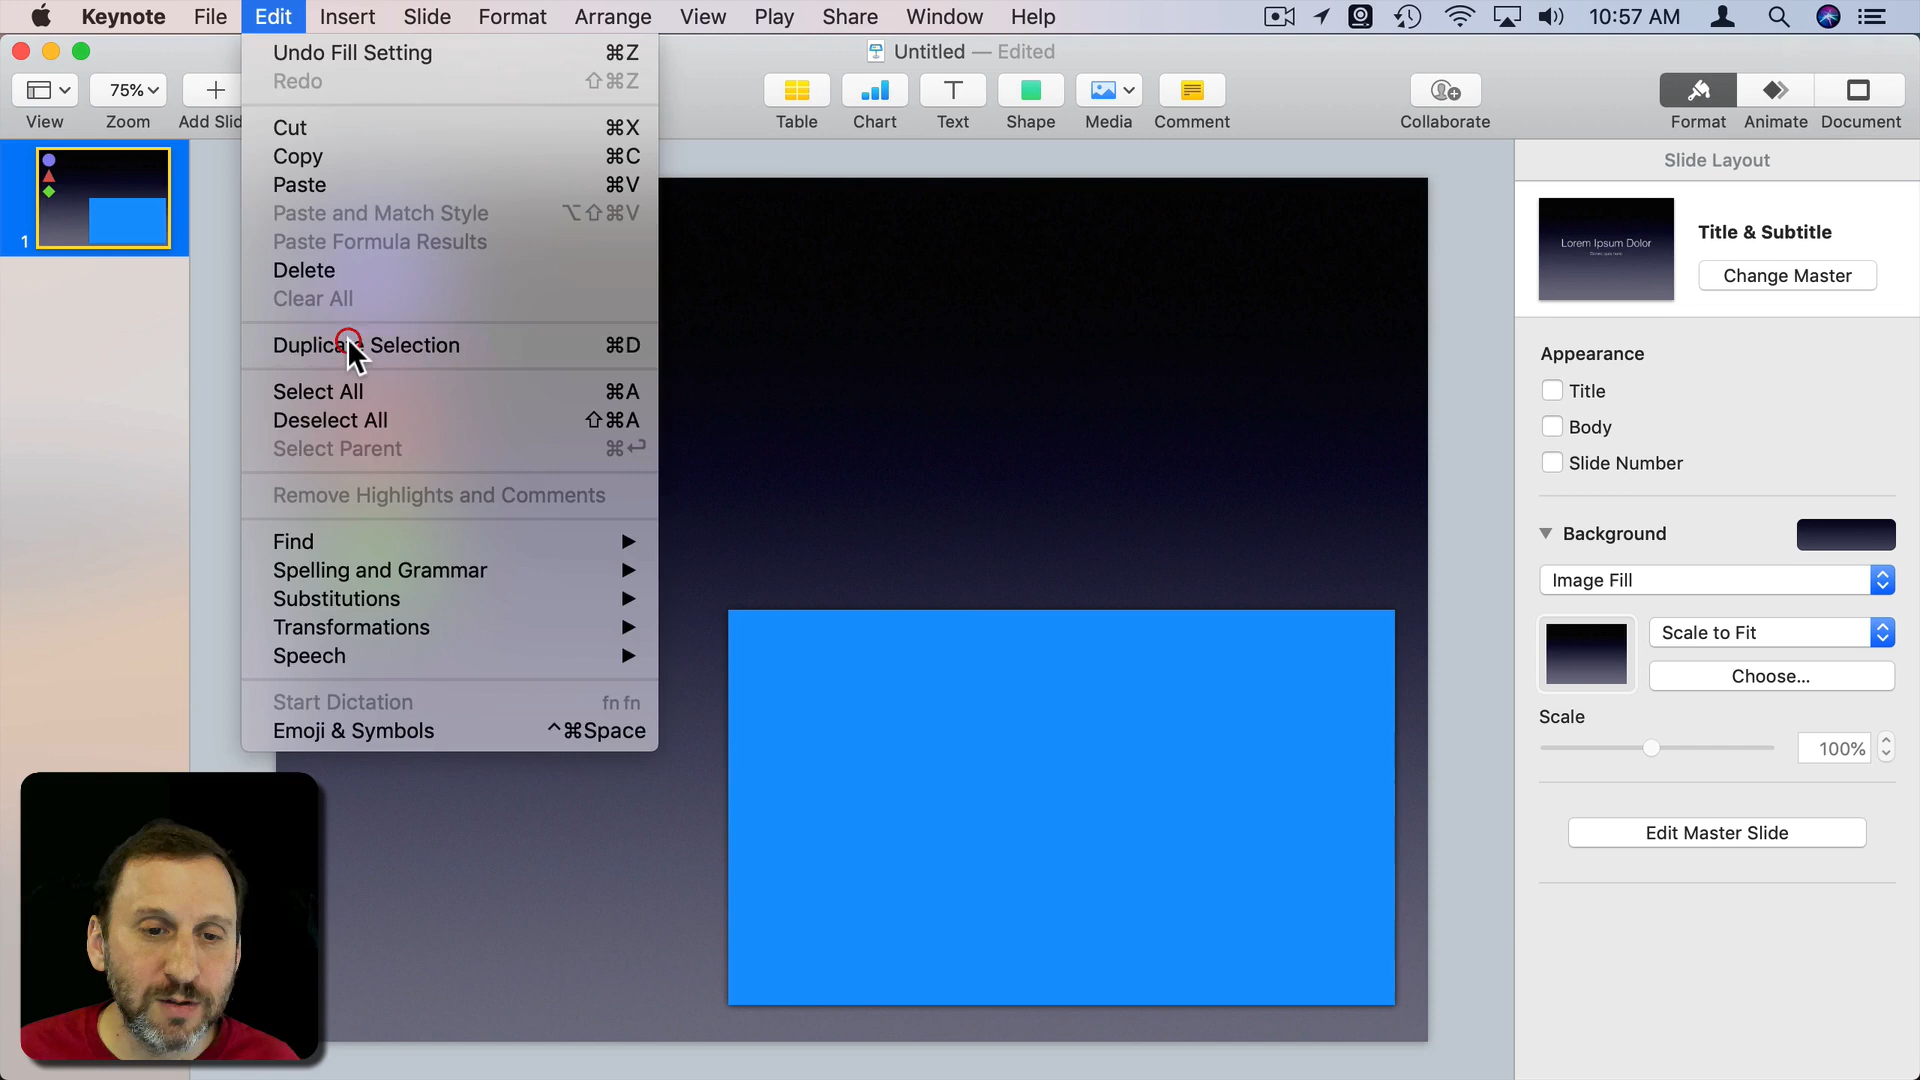 Keynote File Edit Insert Slide Format Arrange View Play Share Window Help 10:57 AM
Untitled — Edited
75%
View Zoom Add Slid Table Chart Text Shape Media Comment Collaborate Format Animate Document
Undo Fill Setting ⌘Z
Redo ⇧⌘Z
Cut ⌘X
Copy ⌘C
Paste ⌘V
Paste and Match Style ⌥⇧⌘V
Paste Formula Results
Delete
Clear All
Duplicate Selection ⌘D
Select All ⌘A
Deselect All ⇧⌘A
Select Parent ⌘↩
Remove Highlights and Comments
Find
Spelling and Grammar
Substitutions
Transformations
Speech
Start Dictation fn fn
Emoji & Symbols ^⌘Space
1
Slide Layout
Lorem Ipsum Dolor
Title & Subtitle
Change Master
Appearance
Title
Body
Slide Number
Background
Image Fill
Scale to Fit
Choose...
Scale
100%
Edit Master Slide